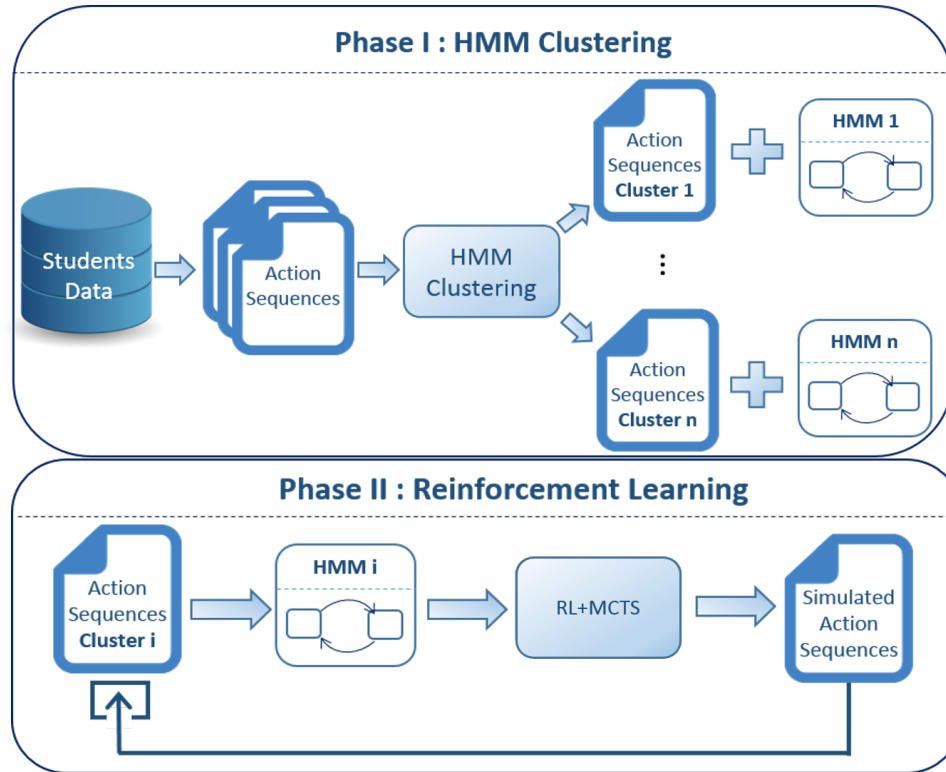 Phase I : HMM Clustering
Students
Data
Action
Sequences
HMM
Clustering
Action
Sequences
Cluster 1
HMM 1
⋮
Action
Sequences
Cluster n
HMM n
Phase II : Reinforcement Learning
Action
Sequences
Cluster i
HMM i
RL+MCTS
Simulated
Action
Sequences